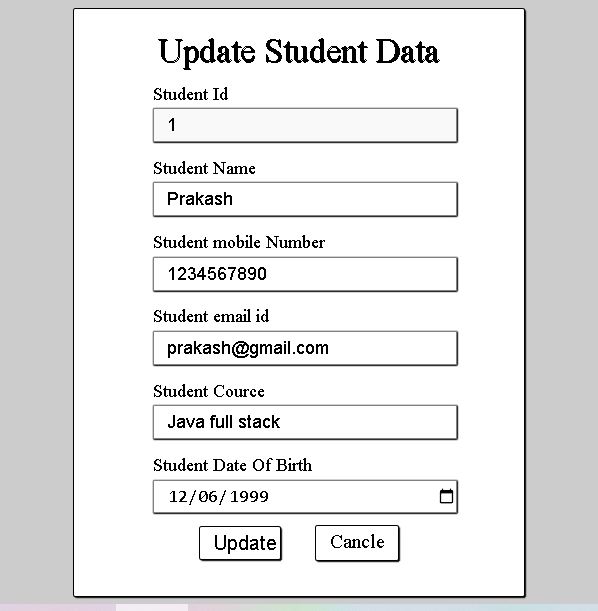 Update Student Data
Student Id
1
Student Name
Prakash
Student mobile Number
1234567890
Student email id
prakash@gmail.com
Student Cource
Java full stack
Student Date Of Birth
12/06/1999
Update Cancle